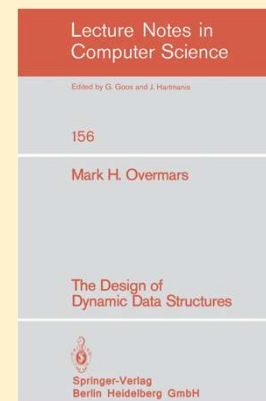 Lecture Notes in
Computer Science
Edited by G. Goos and J. Hartmanis
156
Mark H. Overmars
The Design of
Dynamic Data Structures
Springer-Verlag
Berlin Heidelberg GmbH